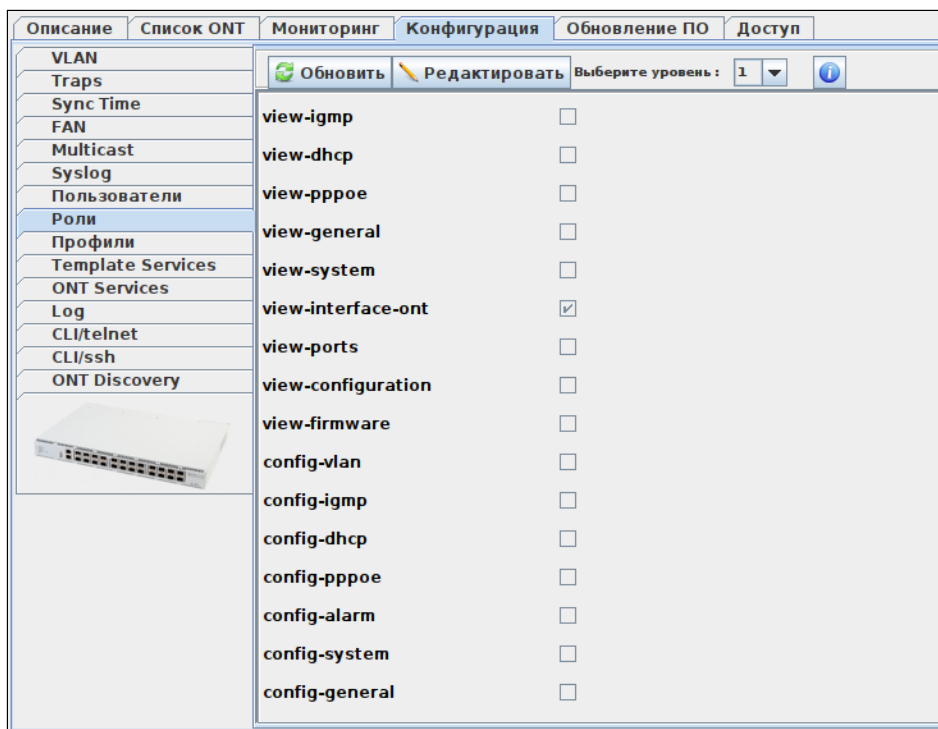 Описание Список ONT Мониторинг Конфигурация Обновление ПО Доступ
VLAN
Traps
Sync Time
FAN
Multicast
Syslog
Пользователи
Роли
Профили
Template Services
ONT Services
Log
CLI/telnet
CLI/ssh
ONT Discovery
Обновить Редактировать Выберите уровень: 1
view-igmp
view-dhcp
view-pppoe
view-general
view-system
view-interface-ont
view-ports
view-configuration
view-firmware
config-vlan
config-igmp
config-dhcp
config-pppoe
config-alarm
config-system
config-general